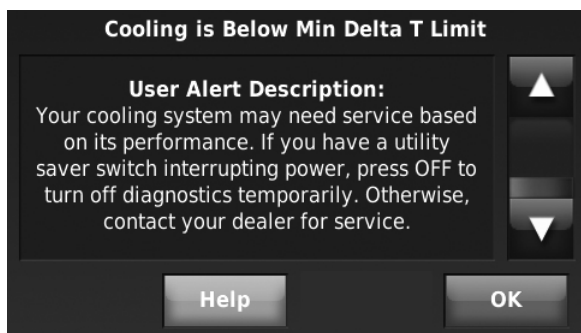 Cooling is Below Min Delta T Limit
User Alert Description:
Your cooling system may need service based
on its performance. If you have a utility
saver switch interrupting power, press OFF to
turn off diagnostics temporarily. Otherwise,
contact your dealer for service.
Help
OK